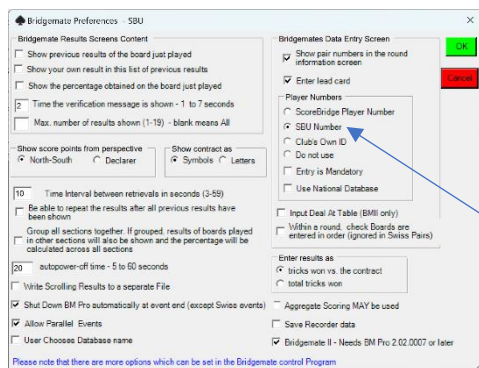 Bridgemate Preferences - SBU
Bridgemate Results Screens Content
Show previous results of the board just played
Show your own result in this list of previous results
Show the percentage obtained on the board just played
2 Time the verification message is shown - 1 to 7 seconds
Max. number of results shown (1-19) - blank means All
Show score points from perspective
North-South Declarer
Show contract as
Symbols Letters
10 Time Interval between retrievals in seconds (3-59)
Be able to repeat the results after all previous results have
been shown
Group all sections together. If grouped, results of boards played
in other sections will also be shown and the percentage will be
calculated across all sections
20 autopower-off time - 5 to 60 seconds
Write Scrolling Results to a separate File
Shut Down BM Pro automatically at event end (except Swiss events)
Allow Parallel Events
User Chooses Database name
Please note that there are more options which can be set in the Bridgemate control Program
Bridgemates Data Entry Screen
Show pair numbers in the round
information screen
Enter lead card
Player Numbers
ScoreBridge Player Number
SBU Number
Club's Own ID
Do not use
Entry is Mandatory
Use National Database
Input Deal At Table (BMII only)
Within a round, check Boards are
entered in order (ignored in Swiss Pairs)
Enter results as
tricks won vs. the contract
total tricks won
Aggregate Scoring MAY be used
Save Recorder data
Bridgemate II - Needs BM Pro 2.02.0007 or later
OK
Cancel